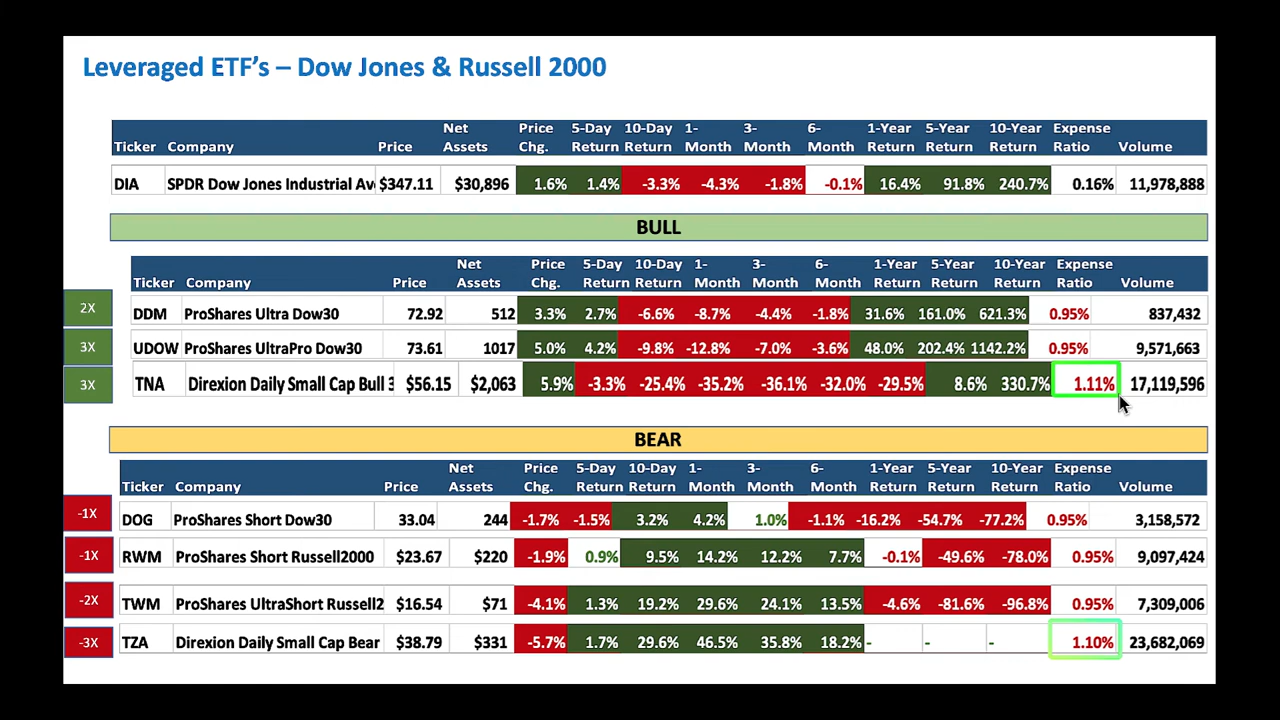 Leveraged ETF's – Dow Jones & Russell 2000
Net Price 5-Day 10-Day 1- 3- 6- 1-Year 5-Year 10-Year Expense
Ticker Company Price Assets Chg. Return Return Month Month Month Return Return Return Ratio Volume
DIA SPDR Dow Jones Industrial Av $347.11 $30,896 1.6% 1.4% -3.3% -4.3% -1.8% -0.1% 16.4% 91.8% 240.7% 0.16% 11,978,888
BULL
Net Price 5-Day 10-Day 1- 3- 6- 1-Year 5-Year 10-Year Expense
Ticker Company Price Assets Chg. Return Return Month Month Month Return Return Return Ratio Volume
2X DDM ProShares Ultra Dow30 72.92 512 3.3% 2.7% -6.6% -8.7% -4.4% -1.8% 31.6% 161.0% 621.3% 0.95% 837,432
3X UDOW ProShares UltraPro Dow30 73.61 1017 5.0% 4.2% -9.8% -12.8% -7.0% -3.6% 48.0% 202.4% 1142.2% 0.95% 9,571,663
3X TNA Direxion Daily Small Cap Bull 3 $56.15 $2,063 5.9% -3.3% -25.4% -35.2% -36.1% -32.0% -29.5% 8.6% 330.7% 1.11% 17,119,596
BEAR
Net Price 5-Day 10-Day 1- 3- 6- 1-Year 5-Year 10-Year Expense
Ticker Company Price Assets Chg. Return Return Month Month Month Return Return Return Ratio Volume
-1X DOG ProShares Short Dow30 33.04 244 -1.7% -1.5% 3.2% 4.2% 1.0% -1.1% -16.2% -54.7% -77.2% 0.95% 3,158,572
-1X RWM ProShares Short Russell2000 $23.67 $220 -1.9% 0.9% 9.5% 14.2% 12.2% 7.7% -0.1% -49.6% -78.0% 0.95% 9,097,424
-2X TWM ProShares UltraShort Russell2 $16.54 $71 -4.1% 1.3% 19.2% 29.6% 24.1% 13.5% -4.6% -81.6% -96.8% 0.95% 7,309,006
-3X TZA Direxion Daily Small Cap Bear $38.79 $331 -5.7% 1.7% 29.6% 46.5% 35.8% 18.2% - - - 1.10% 23,682,069